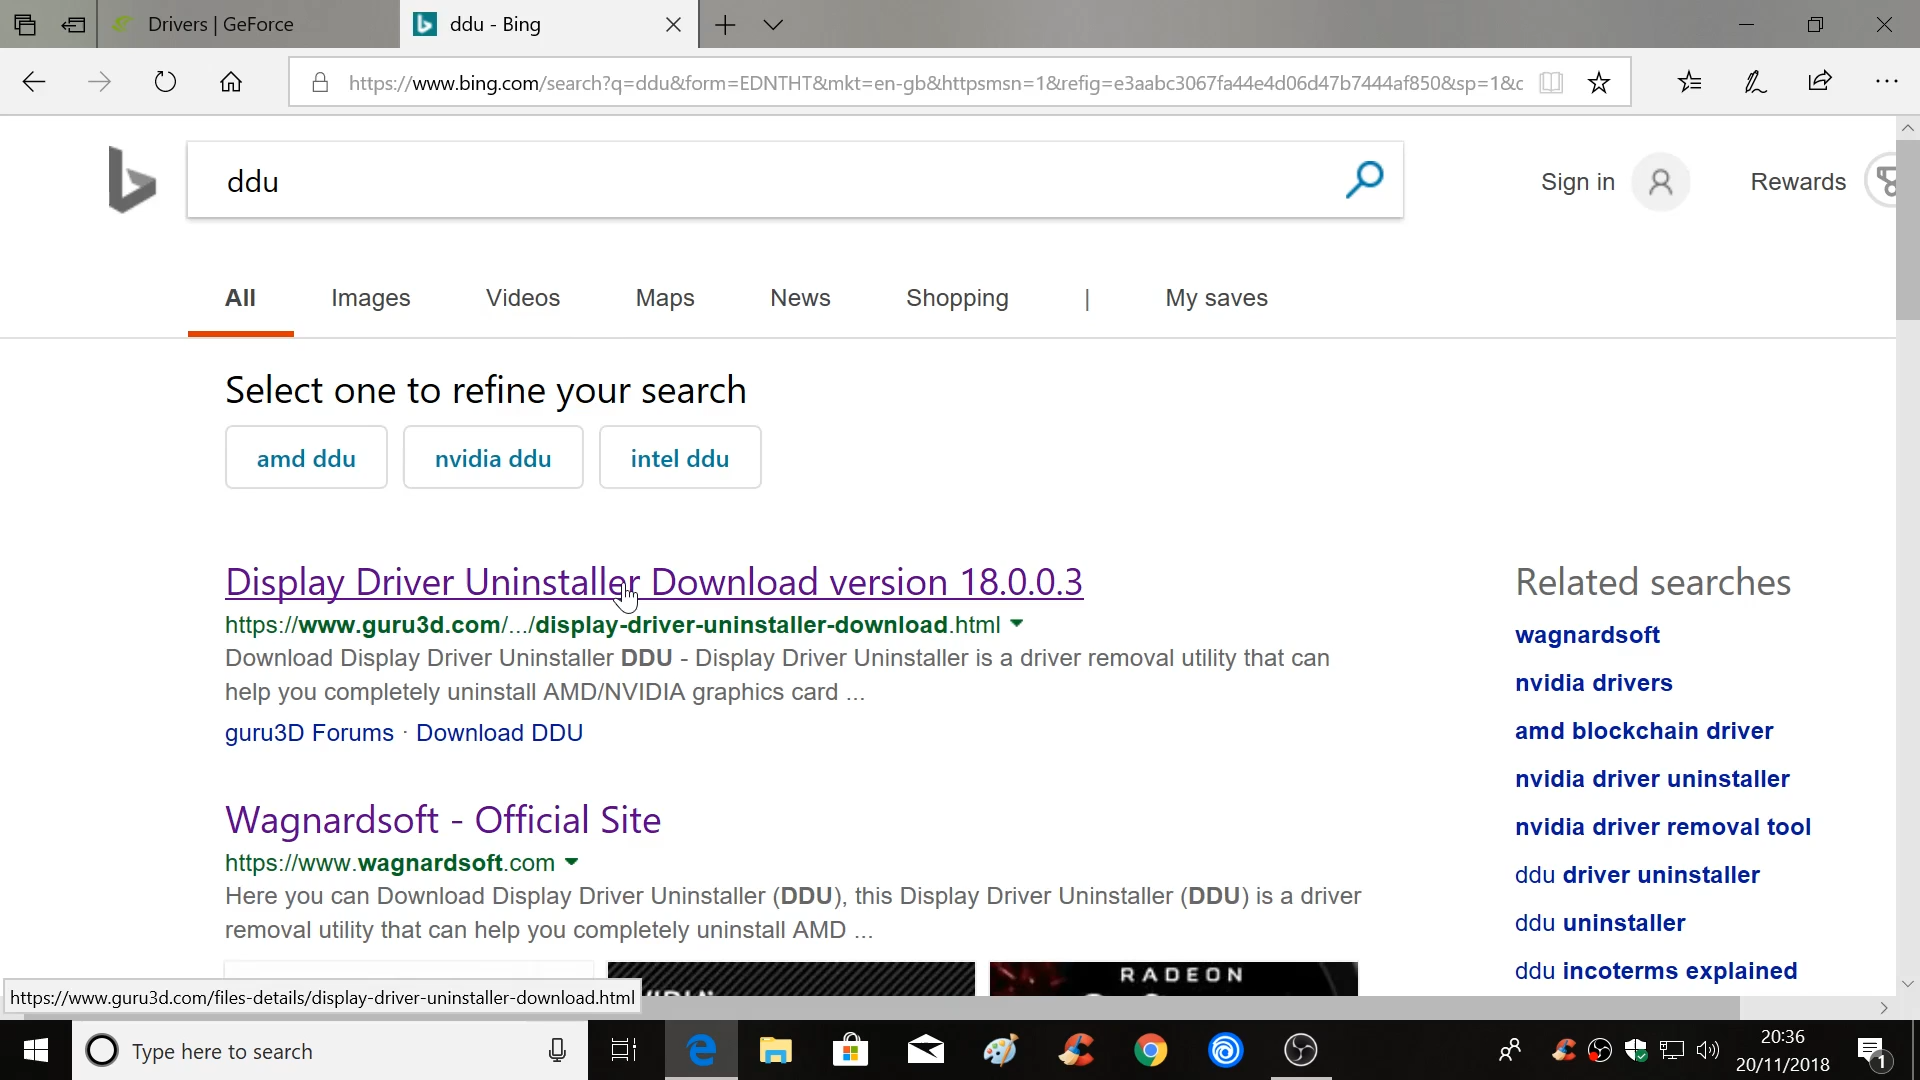 Drivers | GeForce
ddu - Bing
https://www.bing.com/search?q=ddu&form=EDNTHT&mkt=en-gb&httpsmsn=1&refig=e3aabc3067fa44e4d06d47b7444af850&sp=1&c
ddu
Sign in
Rewards
All
Images
Videos
Maps
News
Shopping
|
My saves
Select one to refine your search
amd ddu
nvidia ddu
intel ddu
Display Driver Uninstaller Download version 18.0.0.3
https://www.guru3d.com/.../display-driver-uninstaller-download.html
Download Display Driver Uninstaller DDU - Display Driver Uninstaller is a driver removal utility that can
help you completely uninstall AMD/NVIDIA graphics card ...
guru3D Forums · Download DDU
Wagnardsoft - Official Site
https://www.wagnardsoft.com
Here you can Download Display Driver Uninstaller (DDU), this Display Driver Uninstaller (DDU) is a driver
removal utility that can help you completely uninstall AMD ...
RADEON
Related searches
wagnardsoft
nvidia drivers
amd blockchain driver
nvidia driver uninstaller
nvidia driver removal tool
ddu driver uninstaller
ddu uninstaller
ddu incoterms explained
https://www.guru3d.com/files-details/display-driver-uninstaller-download.html
Type here to search
20:36
20/11/2018
1